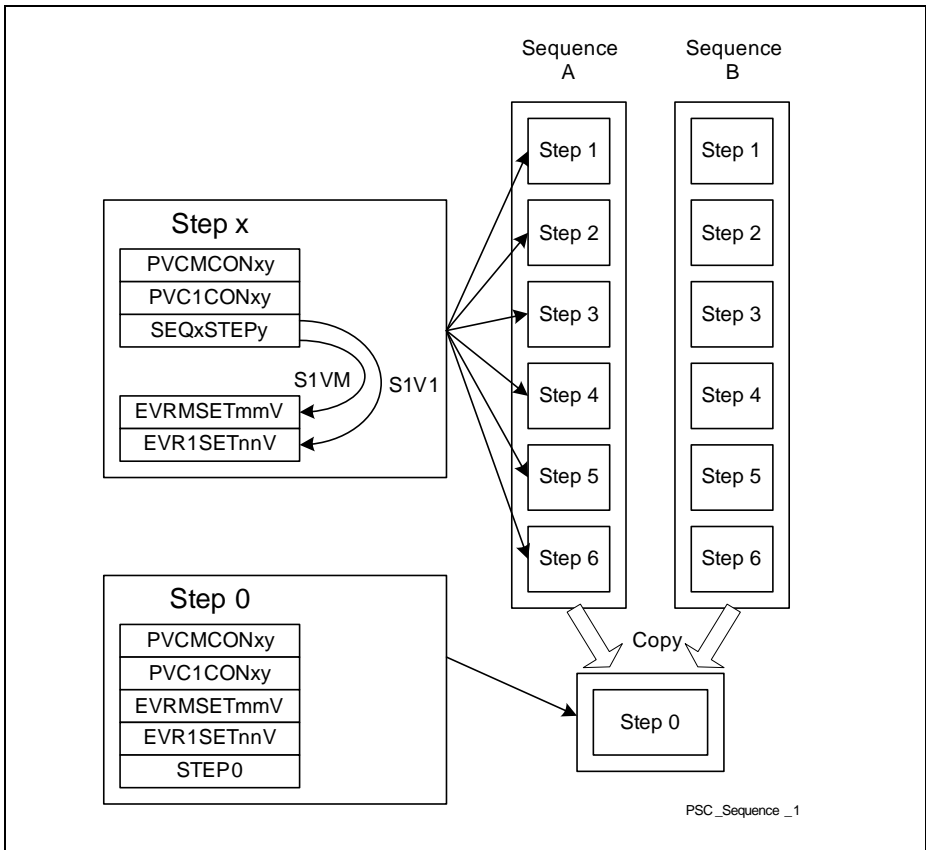 Sequence
A
Sequence
B
Step 1
Step 2
Step 3
Step 4
Step 5
Step 6
Step 1
Step 2
Step 3
Step 4
Step 5
Step 6
Step x
PVCMCONxy
PVC1CONxy
SEQxSTEPy
S1VM
S1V1
EVRMSETmmV
EVR1SETnnV
Step 0
PVCMCONxy
PVC1CONxy
EVRMSETmmV
EVR1SETnnV
STEP0
Copy
Step 0
PSC_Sequence _1